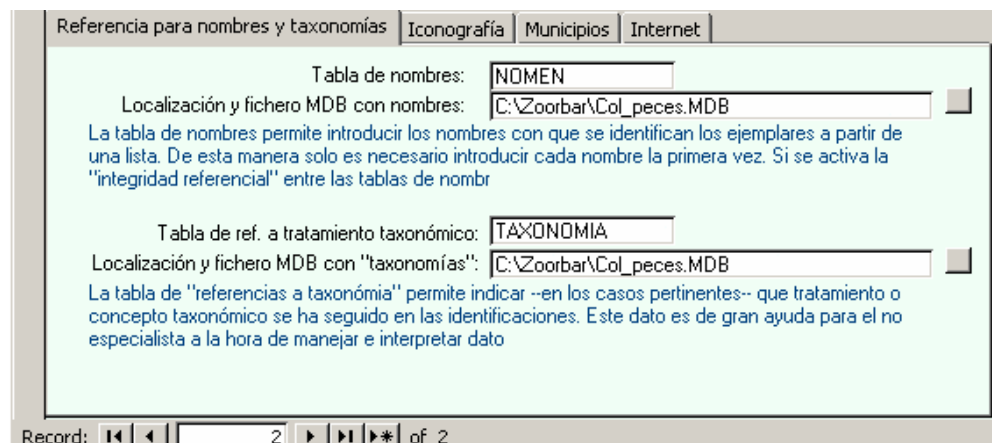 Referencia para nombres y taxonomías Iconografía Municipios Internet
Tabla de nombres: NOMEN
Localización y fichero MDB con nombres: C:\Zoorbar\Col_peces.MDB
La tabla de nombres permite introducir los nombres con que se identifican los ejemplares a partir de
una lista. De esta manera solo es necesario introducir cada nombre la primera vez. Si se activa la
"integridad referencial" entre las tablas de nombr
Tabla de ref. a tratamiento taxonómico: TAXONOMIA
Localización y fichero MDB con "taxonomías": C:\Zoorbar\Col_peces.MDB
La tabla de "referencias a taxonómia" permite indicar --en los casos pertinentes-- que tratamiento o
concepto taxonómico se ha seguido en las identificaciones. Este dato es de gran ayuda para el no
especialista a la hora de manejar e interpretar dato
Record: 2 of 2